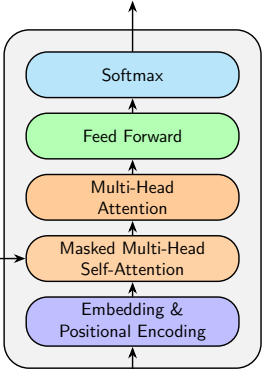 Softmax
Feed Forward
Multi-Head
Attention
Masked Multi-Head
Self-Attention
Embedding &
Positional Encoding